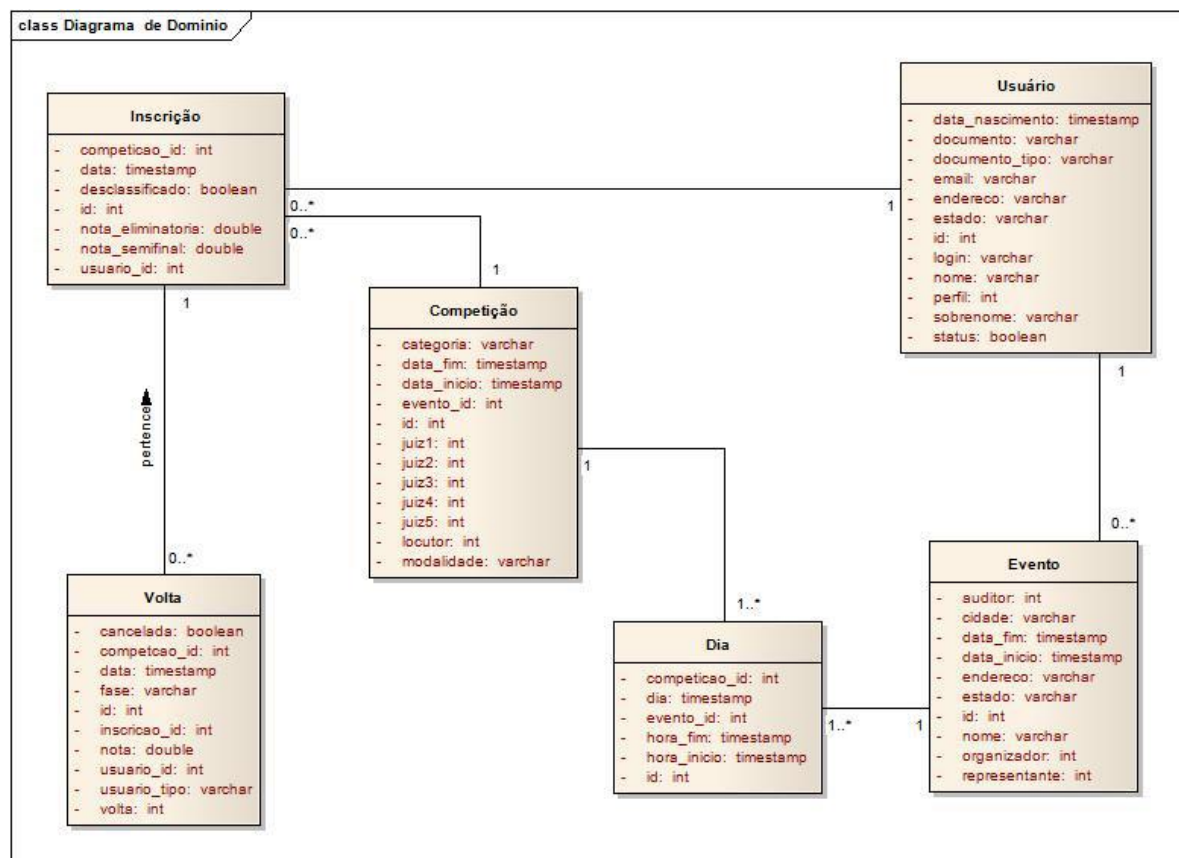 class Diagrama de Dominio
Inscrição
- competicao_id: int
- data: timestamp
- desclassificado: boolean
- id: int
- nota_eliminatoria: double
- nota_semifinal: double
- usuario_id: int
Usuário
- data_nascimento: timestamp
- documento: varchar
- documento_tipo: varchar
- email: varchar
- endereco: varchar
- estado: varchar
- id: int
- login: varchar
- nome: varchar
- perfil: int
- sobrenome: varchar
- status: boolean
0..*
1
0..*
1
Competição
- categoria: varchar
- data_fim: timestamp
- data_inicio: timestamp
- evento_id: int
- id: int
- juiz1: int
- juiz2: int
- juiz3: int
- juiz4: int
- juiz5: int
- locutor: int
- modalidade: varchar
1
pertence
0..*
1
1..*
1
0..*
Volta
- cancelada: boolean
- competcao_id: int
- data: timestamp
- fase: varchar
- id: int
- inscricao_id: int
- nota: double
- usuario_id: int
- usuario_tipo: varchar
- volta: int
Dia
- competicao_id: int
- dia: timestamp
- evento_id: int
- hora_fim: timestamp
- hora_inicio: timestamp
- id: int
1..*
1
Evento
- auditor: int
- cidade: varchar
- data_fim: timestamp
- data_inicio: timestamp
- endereco: varchar
- estado: varchar
- id: int
- nome: varchar
- organizador: int
- representante: int